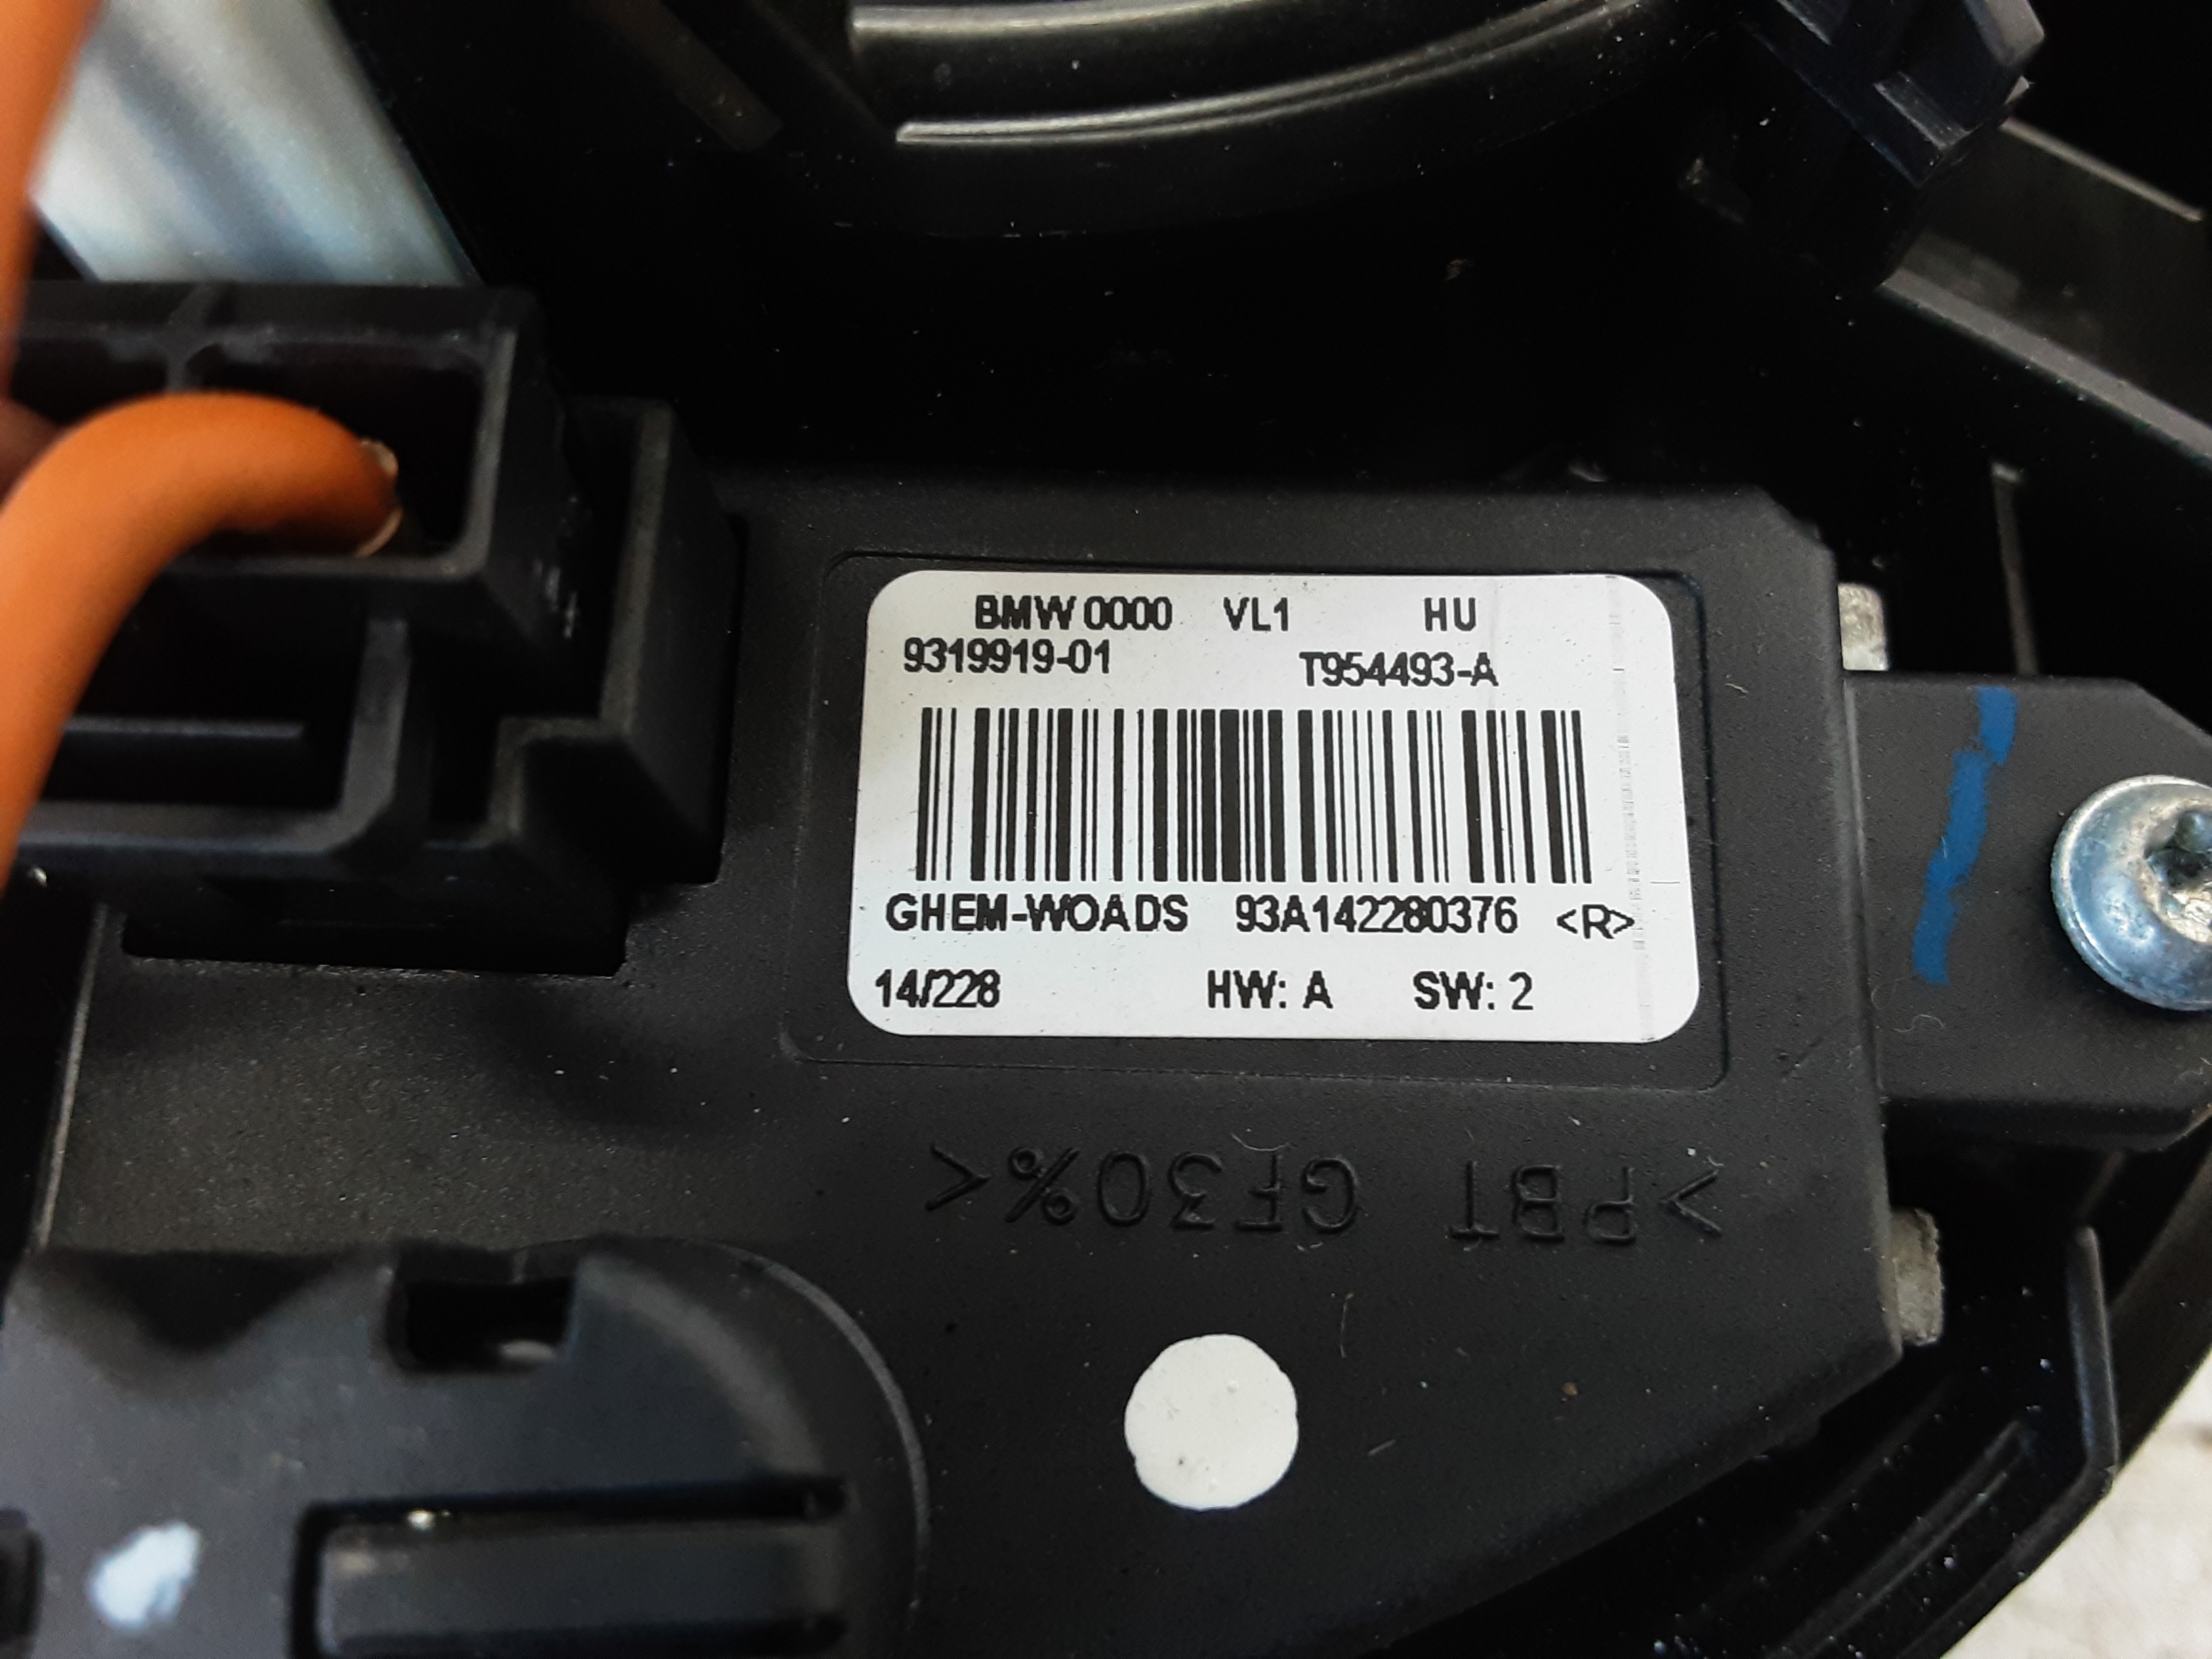 BMW 0000 VL1 HU
9319919-01 T954493-A
GHEM-WOADS 93A142280376 <R>
14/228 HW: A SW: 2
>PBT GF30%<